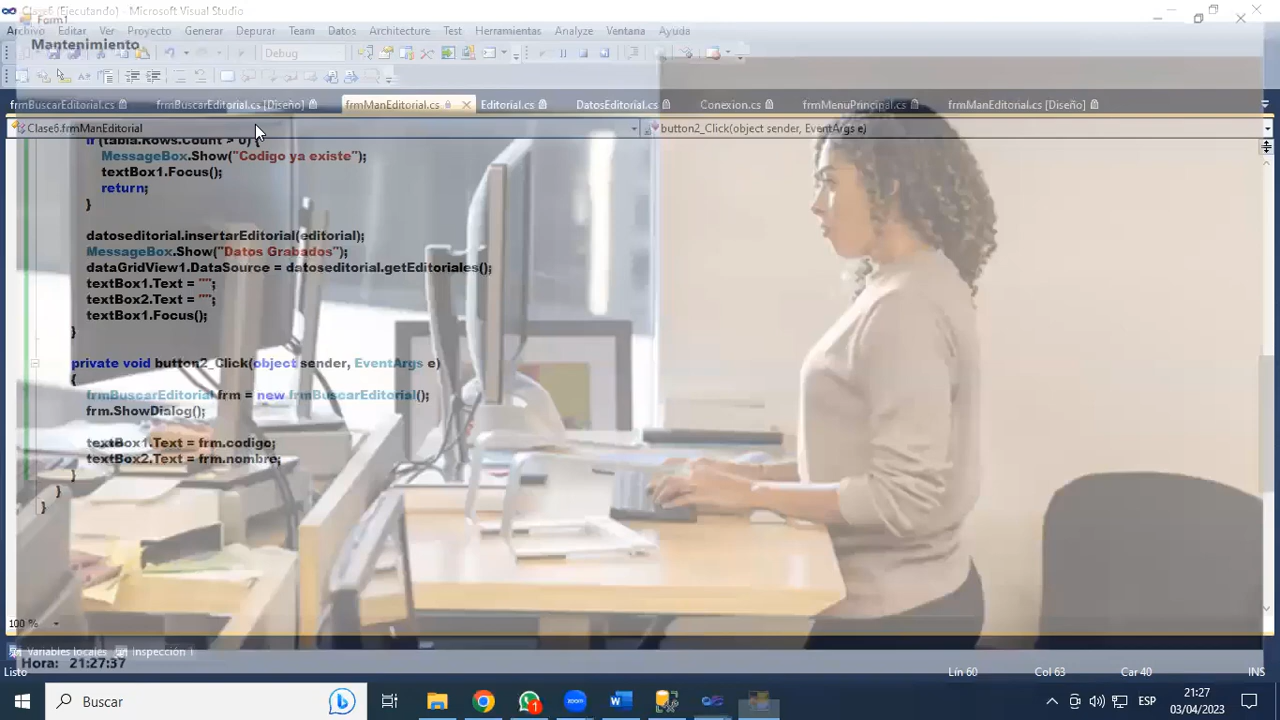 Clase6 (Ejecutando) - Microsoft Visual Studio
Form1
Archivo Editar Ver Proyecto Generar Depurar Team Datos Architecture Test Herramientas Analyze Ventana Ayuda
Mantenimiento
Debug
frmBuscarEditorial.cs frmBuscarEditorial.cs [Diseño] frmManEditorial.cs Editorial.cs DatosEditorial.cs Conexion.cs frmMenuPrincipal.cs frmManEditorial.cs [Diseño]
Clase6.frmManEditorial button2_Click(object sender, EventArgs e)
if (tabla.Rows.Count > 0) {
MessageBox.Show("Codigo ya existe");
textBox1.Focus();
return;
}
datoseditorial.insertarEditorial(editorial);
MessageBox.Show("Datos Grabados");
dataGridView1.DataSource = datoseditorial.getEditoriales();
textBox1.Text = "";
textBox2.Text = "";
textBox1.Focus();
}
private void button2_Click(object sender, EventArgs e)
{
frmBuscarEditorial frm = new frmBuscarEditorial();
frm.ShowDialog();
textBox1.Text = frm.codigo;
textBox2.Text = frm.nombre;
}
}
}
100 %
Variables locales Inspección 1
Hora: 21:27:37
Listo Lín 60 Col 63 Car 40 INS
Buscar ESP 21:27
03/04/2023